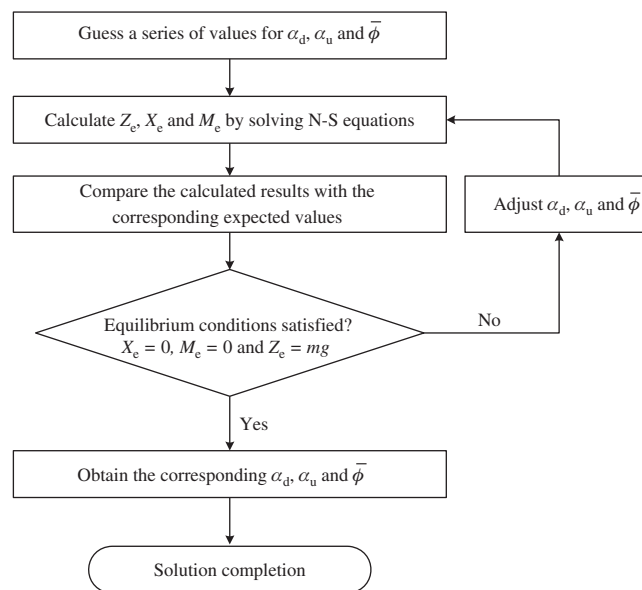 Guess a series of values for α_d, α_u and ϕ̄
Calculate Z_e, X_e and M_e by solving N-S equations
Compare the calculated results with the
corresponding expected values
Adjust α_d, α_u and ϕ̄
Equilibrium conditions satisfied?
X_e = 0, M_e = 0 and Z_e = mg
No
Yes
Obtain the corresponding α_d, α_u and ϕ̄
Solution completion